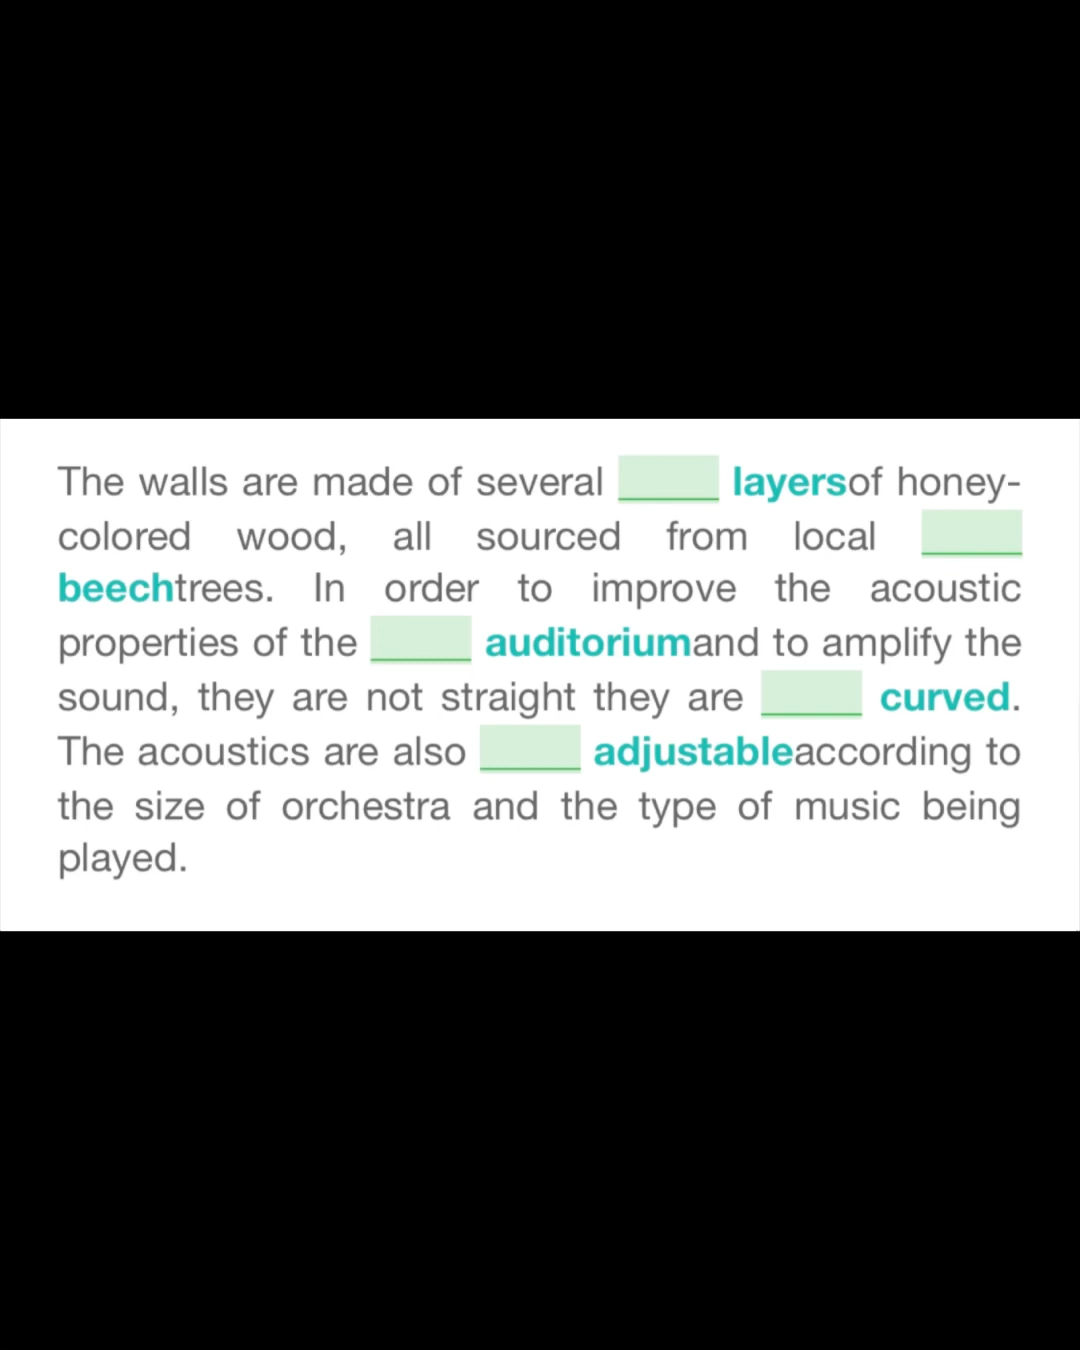 The walls are made of several layersof honey-
colored wood, all sourced from local
beechtrees. In order to improve the acoustic
properties of the auditoriumand to amplify the
sound, they are not straight they are curved.
The acoustics are also adjustableaccording to
the size of orchestra and the type of music being
played.